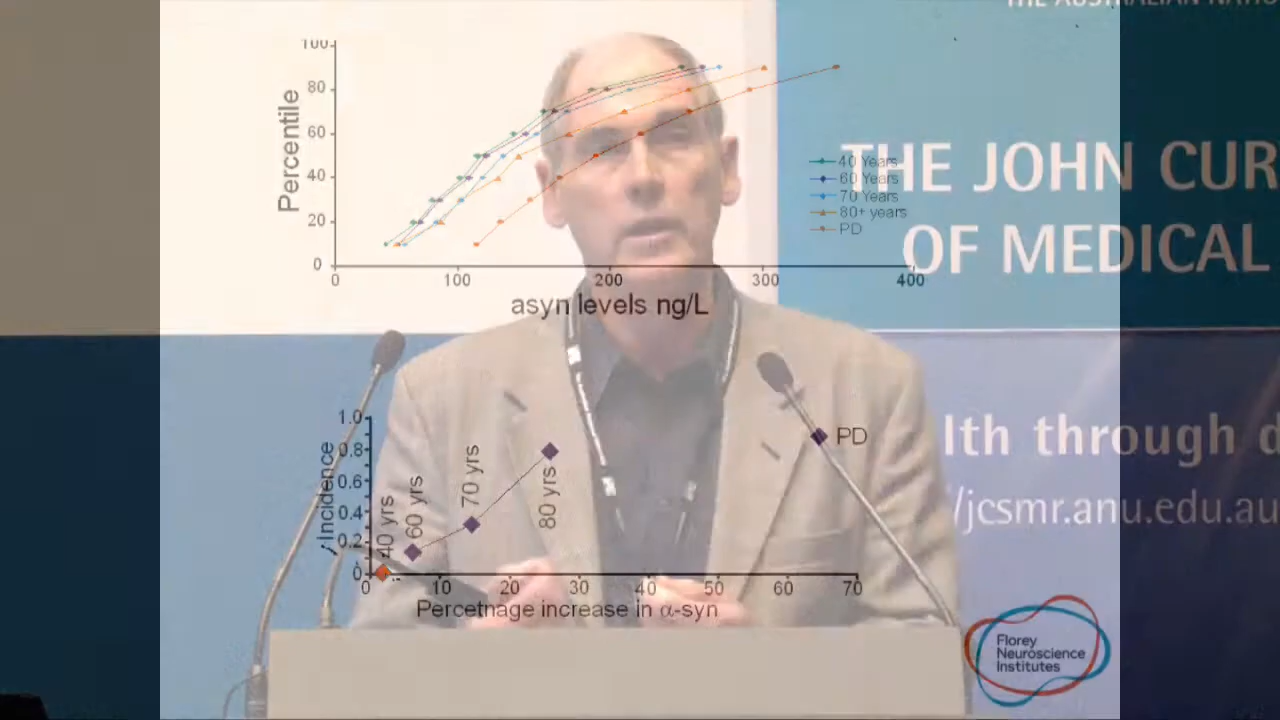 THE AUSTRALIAN NATIO
THE JOHN CUR
OF MEDICAL
lth through d
/jcsmr.anu.edu.au
Percentile
100
80
60
40
20
0
100
200
300
400
asyn levels ng/L
40 Years
60 Years
70 Years
80+ years
PD
Incidence
1.0
0.8
0.6
0.4
0.2
0
40 yrs
60 yrs
70 yrs
80 yrs
PD
0
10
20
30
40
50
60
70
Percetnage increase in α-syn
Florey
Neuroscience
Institutes